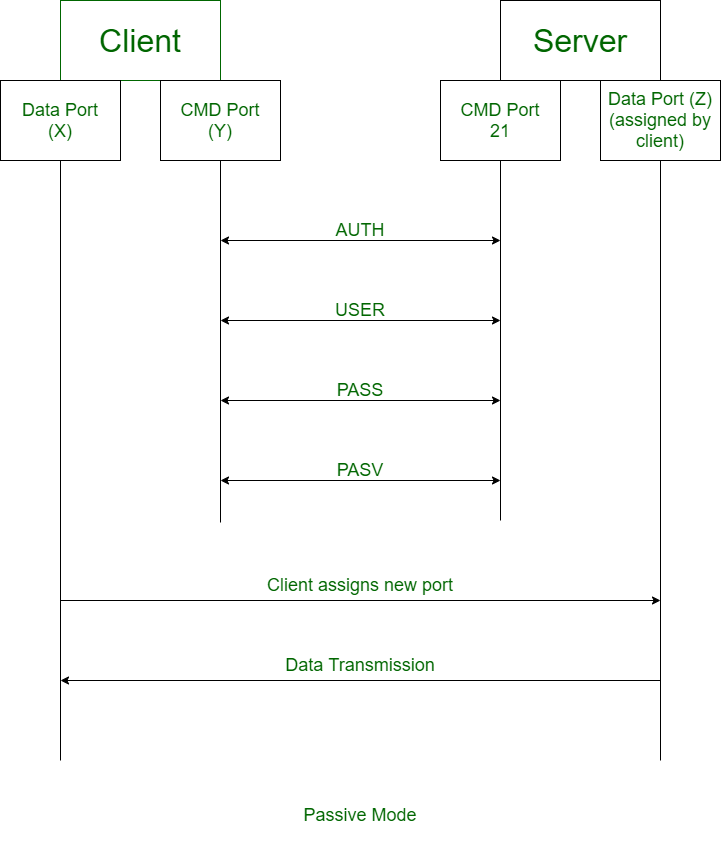 Client
Server
Data Port
(X)
CMD Port
(Y)
CMD Port
21
Data Port (Z)
(assigned by
client)
AUTH
USER
PASS
PASV
Client assigns new port
Data Transmission
Passive Mode